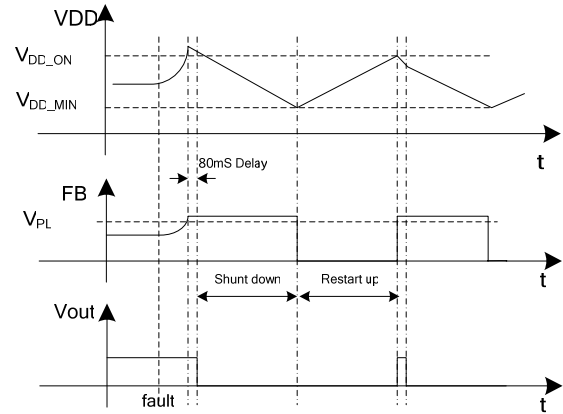 VDD
VDD_ON
VDD_MIN
t
80mS Delay
FB
VPL
Shunt down
Restart up
t
Vout
fault
t